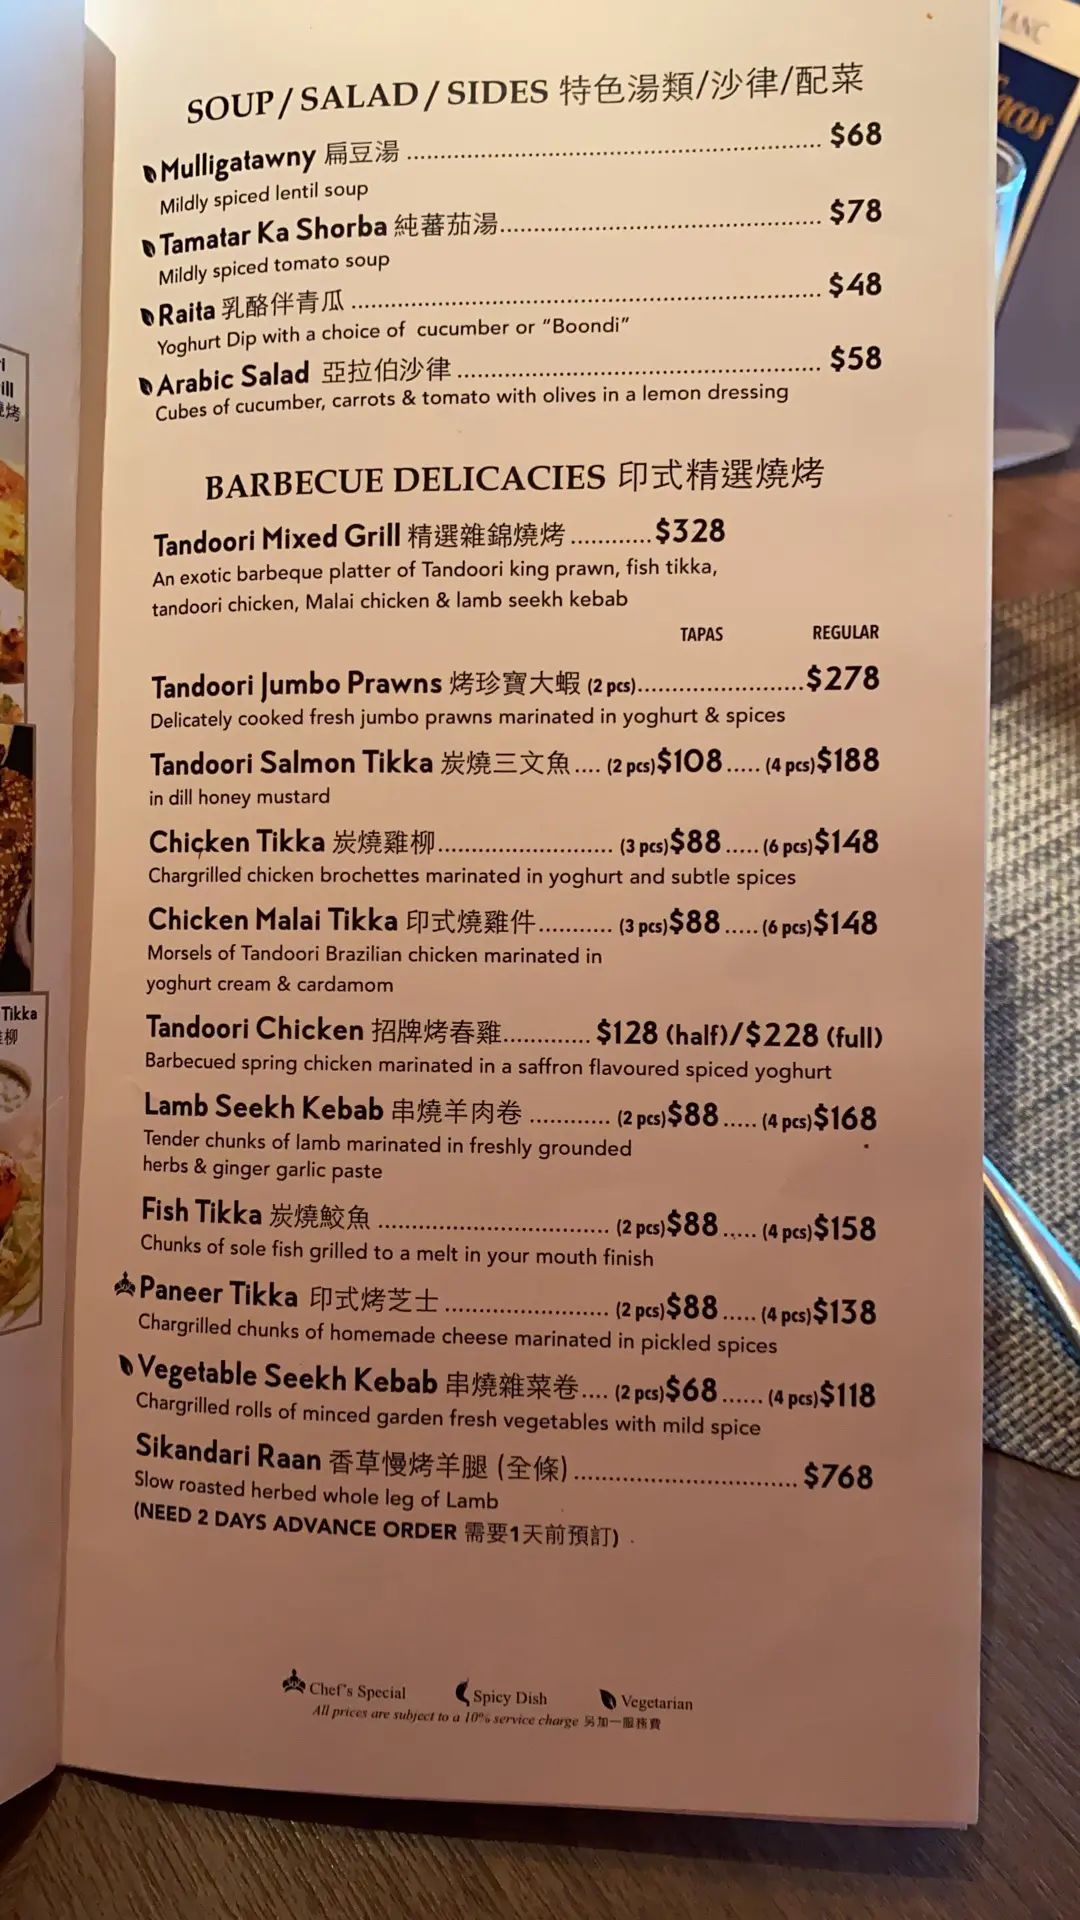 SOUP / SALAD / SIDES 特色湯類/沙律/配菜
Mulligatawny 扁豆湯 ........ $68
Mildly spiced lentil soup
Tamatar Ka Shorba 純蕃茄湯........ $78
Mildly spiced tomato soup
Raita 乳酪伴青瓜 ........ $48
Yoghurt Dip with a choice of cucumber or "Boondi"
Arabic Salad 亞拉伯沙律 ........ $58
Cubes of cucumber, carrots & tomato with olives in a lemon dressing
BARBECUE DELICACIES 印式精選燒烤
Tandoori Mixed Grill 精選雜錦燒烤 ............$328
An exotic barbeque platter of Tandoori king prawn, fish tikka,
tandoori chicken, Malai chicken & lamb seekh kebab
TAPAS REGULAR
Tandoori Jumbo Prawns 烤珍寶大蝦 (2 pcs)........................$278
Delicately cooked fresh jumbo prawns marinated in yoghurt & spices
Tandoori Salmon Tikka 炭燒三文魚.... (2 pcs)$108..... (4 pcs)$188
in dill honey mustard
Chicken Tikka 炭燒雞柳.......................... (3 pcs)$88..... (6 pcs)$148
Chargrilled chicken brochettes marinated in yoghurt and subtle spices
Chicken Malai Tikka 印式燒雞件........... (3 pcs)$88..... (6 pcs)$148
Morsels of Tandoori Brazilian chicken marinated in
yoghurt cream & cardamom
Tandoori Chicken 招牌烤春雞............. $128 (half)/$228 (full)
Barbecued spring chicken marinated in a saffron flavoured spiced yoghurt
Lamb Seekh Kebab 串燒羊肉卷 ............ (2 pcs)$88..... (4 pcs)$168
Tender chunks of lamb marinated in freshly grounded
herbs & ginger garlic paste
Fish Tikka 炭燒鮫魚 .................................. (2 pcs)$88..... (4 pcs)$158
Chunks of sole fish grilled to a melt in your mouth finish
Paneer Tikka 印式烤芝士 ......................... (2 pcs)$88..... (4 pcs)$138
Chargrilled chunks of homemade cheese marinated in pickled spices
Vegetable Seekh Kebab 串燒雜菜卷.... (2 pcs)$68...... (4 pcs)$118
Chargrilled rolls of minced garden fresh vegetables with mild spice
Sikandari Raan 香草慢烤羊腿 (全條)................................. $768
Slow roasted herbed whole leg of Lamb
(NEED 2 DAYS ADVANCE ORDER 需要1天前預訂)
Chef's Special Spicy Dish Vegetarian
All prices are subject to a 10% service charge 另加一服務費
Tikka